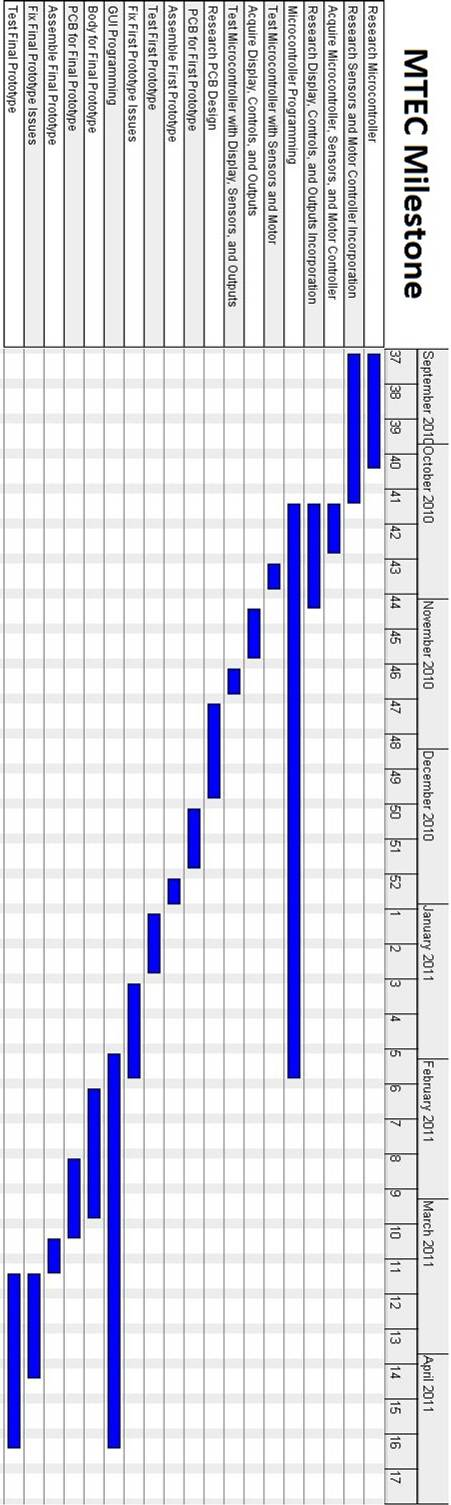 MTEC Milestone
September 2010 October 2010 November 2010 December 2010 January 2011 February 2011 March 2011 April 2011
37 38 39 40 41 42 43 44 45 46 47 48 49 50 51 52 1 2 3 4 5 6 7 8 9 10 11 12 13 14 15 16 17
Research Microcontroller
Research Sensors and Motor Controller Incorporation
Acquire Microcontroller, Sensors, and Motor Controller
Research Display, Controls, and Outputs Incorporation
Microcontroller Programming
Test Microcontroller with Sensors and Motor
Acquire Display, Controls, and Outputs
Test Microcontroller with Display, Sensors, and Outputs
Research PCB Design
PCB for First Prototype
Assemble First Prototype
Test First Prototype
Fix First Prototype Issues
GUI Programming
Body for Final Prototype
PCB for Final Prototype
Assemble Final Prototype
Fix Final Prototype Issues
Test Final Prototype